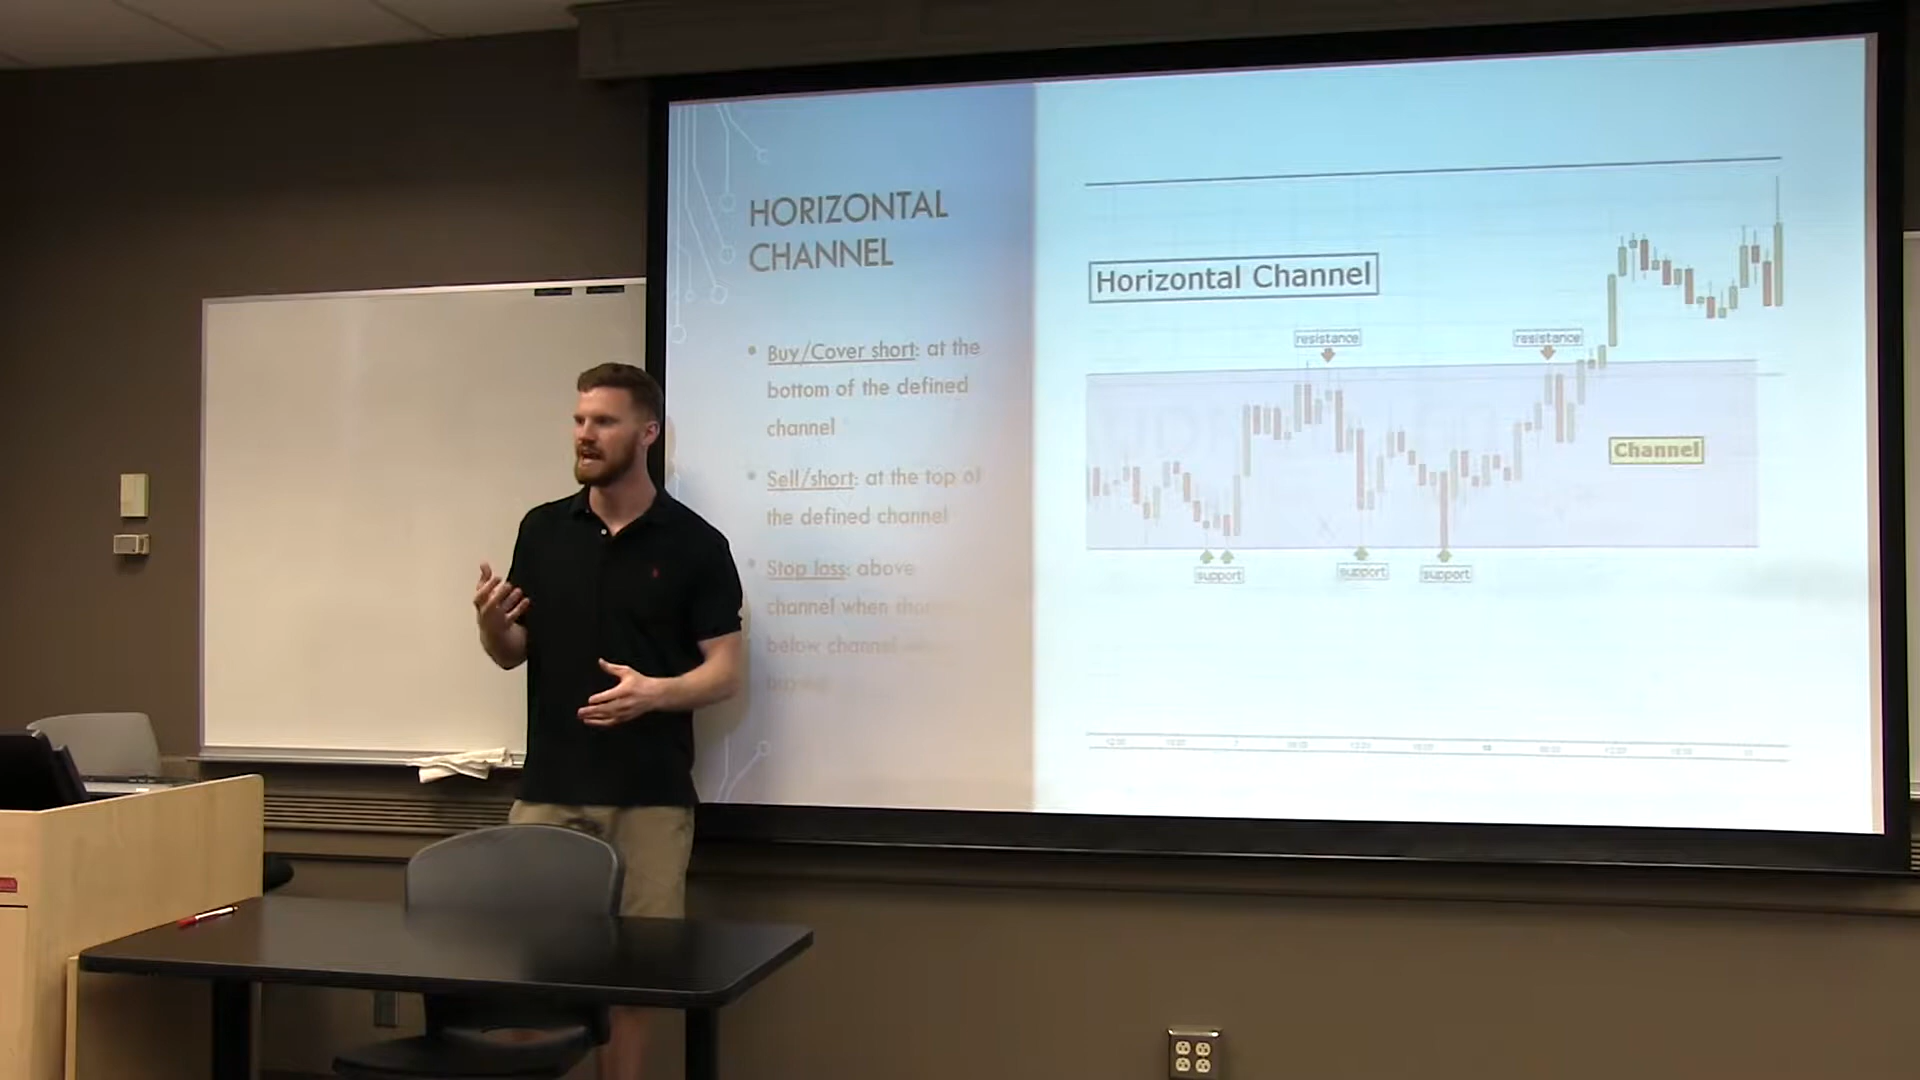 HORIZONTAL
CHANNEL
• Buy/Cover short: at the
bottom of the defined
channel
• Sell/short: at the top of
the defined channel
• Stop loss: above
channel when
below channel
Horizontal Channel
resistance
resistance
Channel
support
support
support